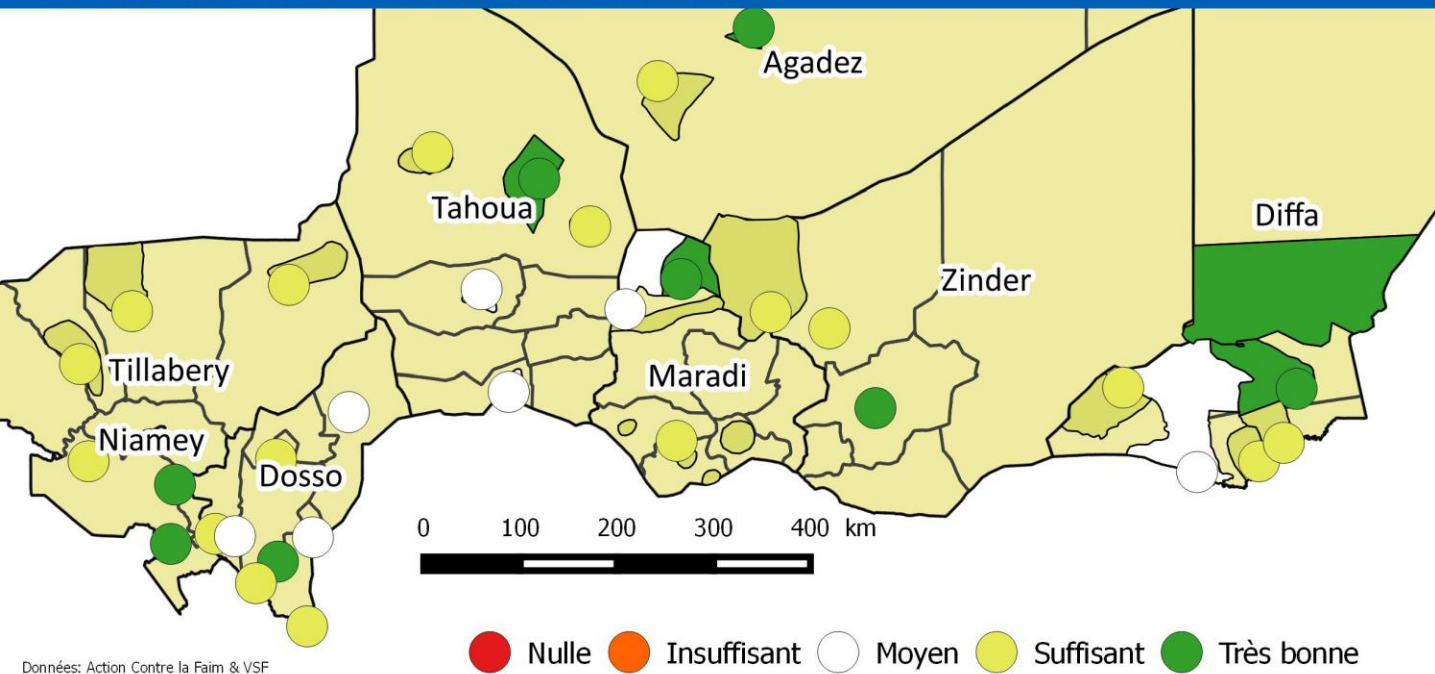 Agadez
Tahoua
Diffa
Zinder
Tillabery
Maradi
Niamey
Dosso
0 100 200 300 400 km
Nulle Insuffisant Moyen Suffisant Très bonne
Données: Action Contre la Faim & VSF